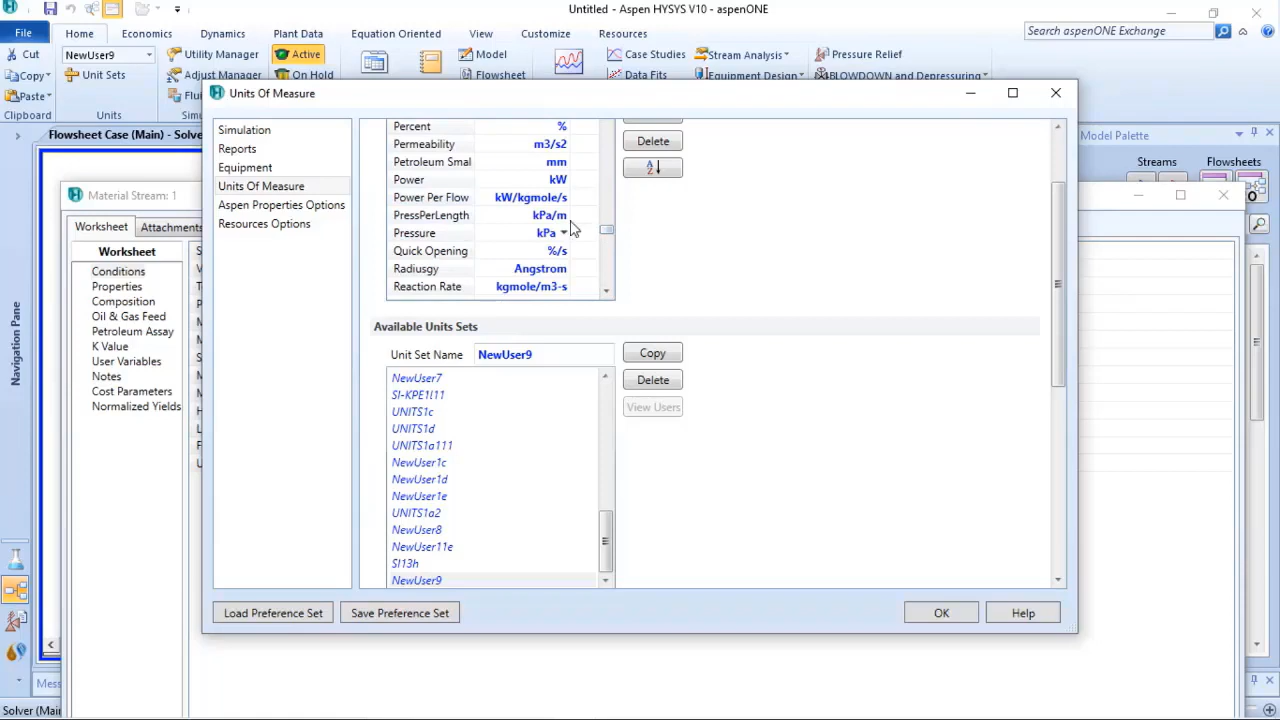 Untitled - Aspen HYSYS V10 - aspenONE
File
Home
Economics
Dynamics
Plant Data
Equation Oriented
View
Customize
Resources
Search aspenONE Exchange
Cut
NewUser9
Utility Manager
Active
Model
Case Studies
Stream Analysis
Pressure Relief
Copy
Unit Sets
Adjust Manager
On Hold
Flowsheet
Data Fits
Equipment Design
BLOWDOWN and Depressuring
Paste
Clipboard
Units
Units Of Measure
Flowsheet Case (Main) - Solve
Model Palette
Streams
Flowsheets
Material Stream: 1
Worksheet
Attachments
Worksheet
Conditions
Properties
Composition
Oil & Gas Feed
Petroleum Assay
K Value
User Variables
Notes
Cost Parameters
Normalized Yields
Navigation Pane
Simulation
Reports
Equipment
Units Of Measure
Aspen Properties Options
Resources Options
Percent %
Permeability m3/s2
Petroleum Smal mm
Power kW
Power Per Flow kW/kgmole/s
PressPerLength kPa/m
Pressure kPa
Quick Opening %/s
Radiusgy Angstrom
Reaction Rate kgmole/m3-s
Delete
Available Units Sets
Unit Set Name NewUser9
Copy
Delete
View Users
NewUser7
SI-KPE1l11
UNITS1c
UNITS1d
UNITS1a111
NewUser1c
NewUser1d
NewUser1e
UNITS1a2
NewUser8
NewUser11e
SI13h
NewUser9
Load Preference Set
Save Preference Set
OK
Help
Mess
Solver (Mai